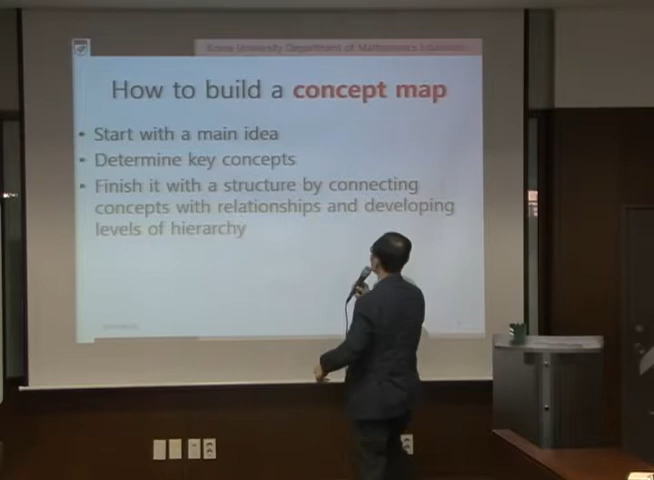 Korea University Department of Mathematics Education
How to build a concept map
• Start with a main idea
• Determine key concepts
• Finish it with a structure by connecting
concepts with relationships and developing
levels of hierarchy